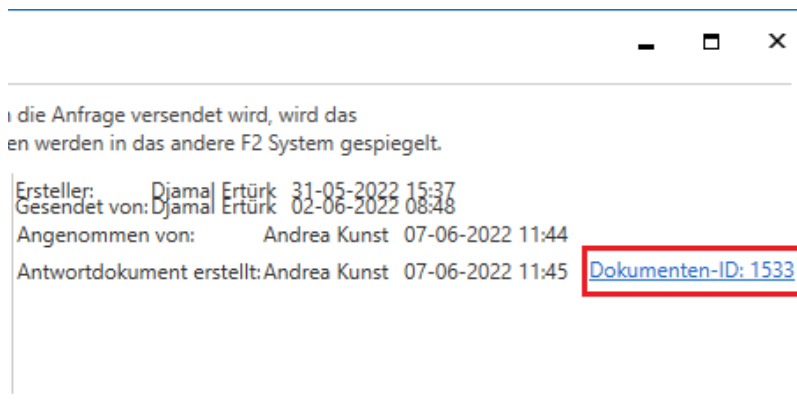 die Anfrage versendet wird, wird das
en werden in das andere F2 System gespiegelt.
Ersteller: Djamal Ertürk 31-05-2022 15:37
Gesendet von: Djamal Ertürk 02-06-2022 08:48
Angenommen von: Andrea Kunst 07-06-2022 11:44
Antwortdokument erstellt: Andrea Kunst 07-06-2022 11:45 Dokumenten-ID: 1533